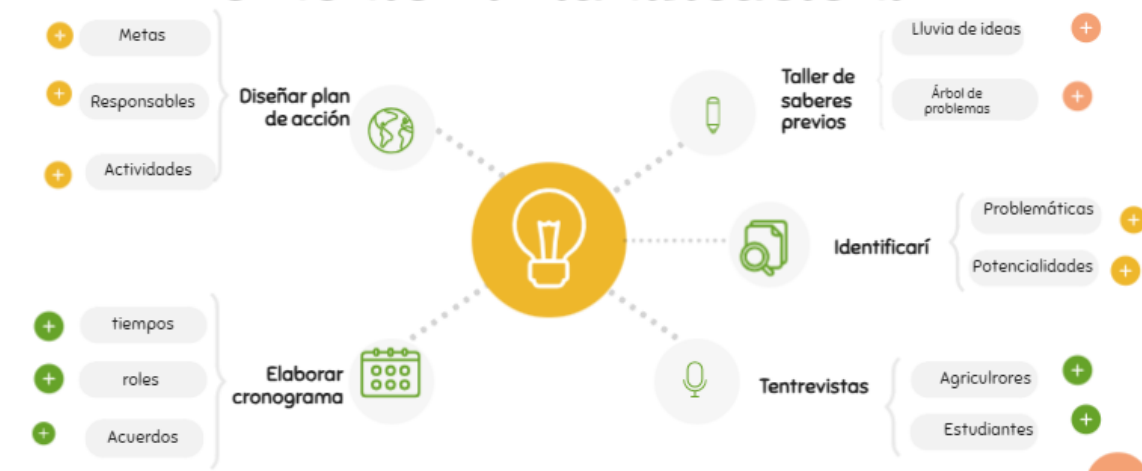 Metas
Responsables
Actividades
Diseñar plan
de acción
Taller de
saberes
previos
Lluvia de ideas
Árbol de
problemas
Identificarí
Problemáticas
Potencialidades
tiempos
roles
Acuerdos
Elaborar
cronograma
Tentrevistas
Agriculrores
Estudiantes